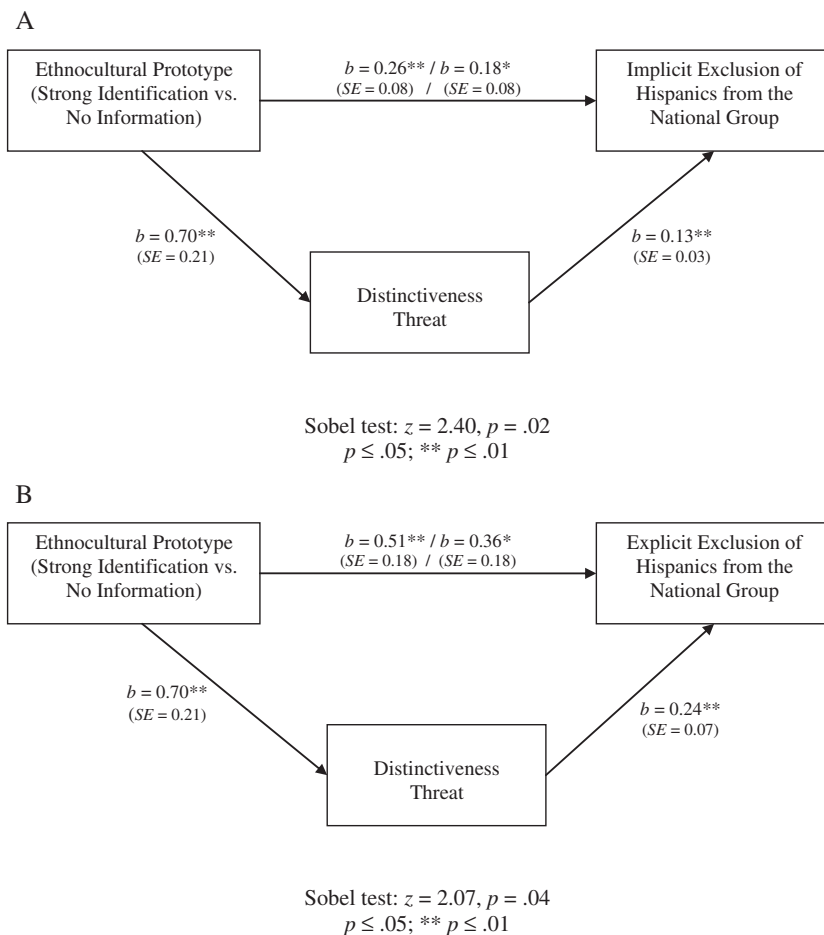 A
Ethnocultural Prototype
(Strong Identification vs.
No Information)
b = 0.26** / b = 0.18*
(SE = 0.08) / (SE = 0.08)
Implicit Exclusion of
Hispanics from the
National Group
b = 0.70**
(SE = 0.21)
b = 0.13**
(SE = 0.03)
Distinctiveness
Threat
Sobel test: z = 2.40, p = .02
p ≤ .05; ** p ≤ .01
B
Ethnocultural Prototype
(Strong Identification vs.
No Information)
b = 0.51** / b = 0.36*
(SE = 0.18) / (SE = 0.18)
Explicit Exclusion of
Hispanics from the
National Group
b = 0.70**
(SE = 0.21)
b = 0.24**
(SE = 0.07)
Distinctiveness
Threat
Sobel test: z = 2.07, p = .04
p ≤ .05; ** p ≤ .01